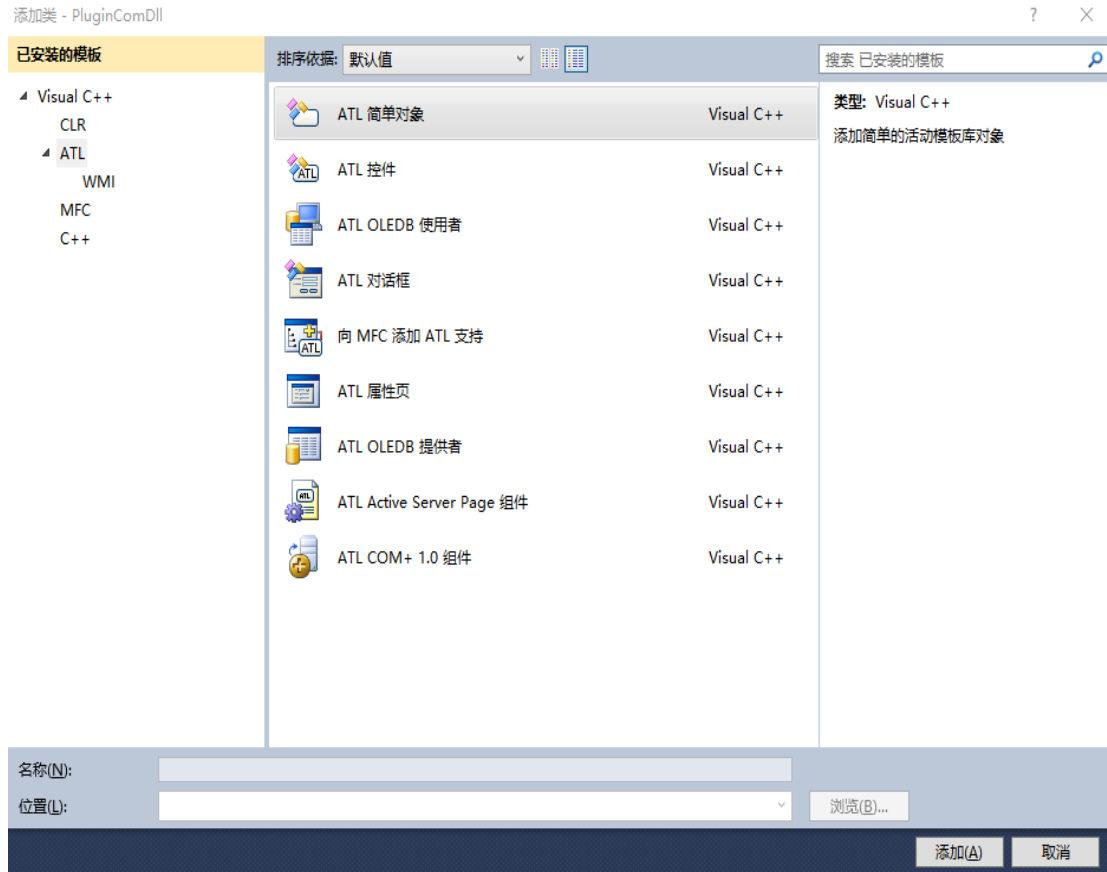 添加类 - PluginComDll
已安装的模板
Visual C++
CLR
ATL
WMI
MFC
C++
排序依据: 默认值
ATL 简单对象 Visual C++
ATL 控件 Visual C++
ATL OLEDB 使用者 Visual C++
ATL 对话框 Visual C++
向 MFC 添加 ATL 支持 Visual C++
ATL 属性页 Visual C++
ATL OLEDB 提供者 Visual C++
ATL Active Server Page 组件 Visual C++
ATL COM+ 1.0 组件 Visual C++
搜索 已安装的模板
类型: Visual C++
添加简单的活动模板库对象
名称(N):
位置(L):
浏览(B)...
添加(A) 取消